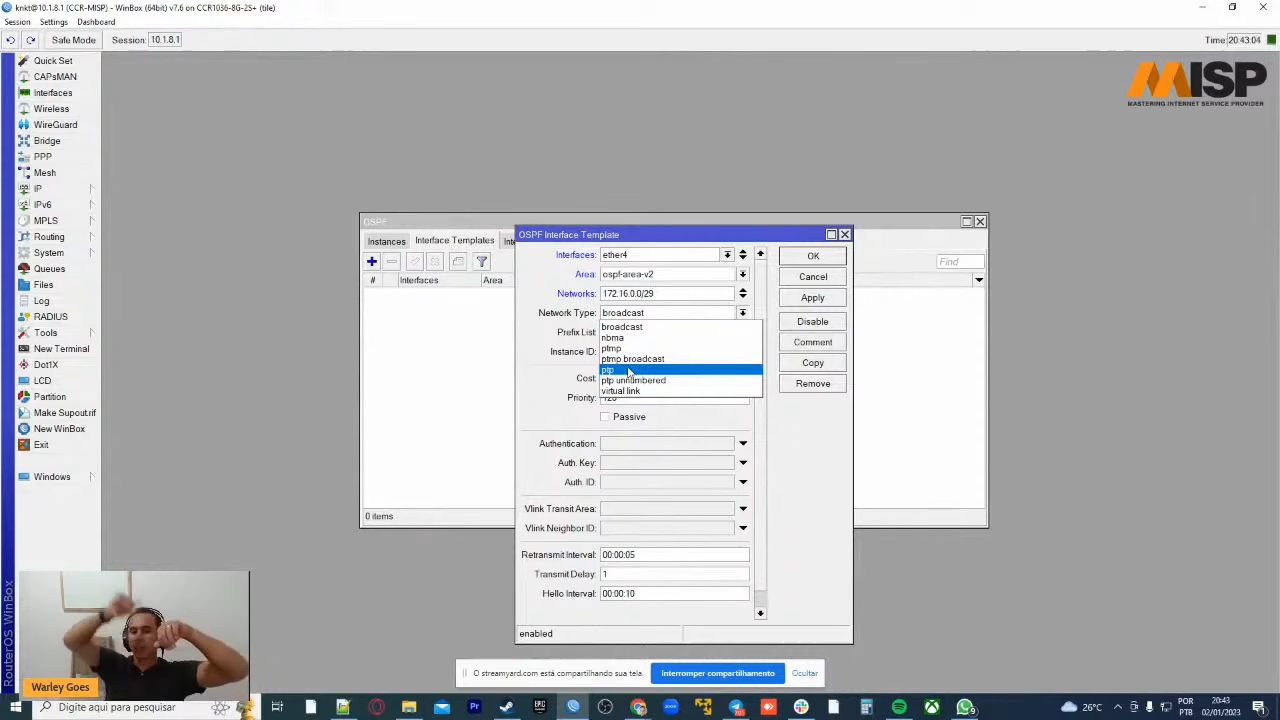 knkt@10.1.8.1 (CCR-MISP) - WinBox (64bit) v7.6 on CCR1036-8G-2S+ (tile)
Session Settings Dashboard
Safe Mode Session: 10.1.8.1 Time: 20:43:04
Quick Set
CAPsMAN
Interfaces
Wireless
WireGuard
Bridge
PPP
Mesh
IP
IPv6
MPLS
Routing
System
Queues
Files
Log
RADIUS
Tools
New Terminal
Dot1X
LCD
Partition
Make Supout.rif
New WinBox
Exit
Windows
RouterOS WinBox
MISP
MASTERING INTERNET SERVICE PROVIDER
OSPF
Instances Interface Templates Int
Find
# Interfaces Area
0 items
OSPF Interface Template
Interfaces: ether4
Area: ospf-area-v2
Networks: 172.16.0.0/29
Network Type: broadcast
broadcast
nbma
ptmp
ptmp broadcast
ptp
ptp unnumbered
virtual link
Prefix List:
Instance ID:
Cost:
Priority: 128
Passive
Authentication:
Auth. Key:
Auth. ID:
Vlink Transit Area:
Vlink Neighbor ID:
Retransmit Interval: 00:00:05
Transmit Delay: 1
Hello Interval: 00:00:10
enabled
OK
Cancel
Apply
Disable
Comment
Copy
Remove
Warley Goes
O streamyard.com está compartilhando sua tela.
Interromper compartilhamento
Ocultar
Digite aqui para pesquisar
Pr
EPIC
GAMES
zoom
9
26°C
POR
PTB
20:43
02/01/2023